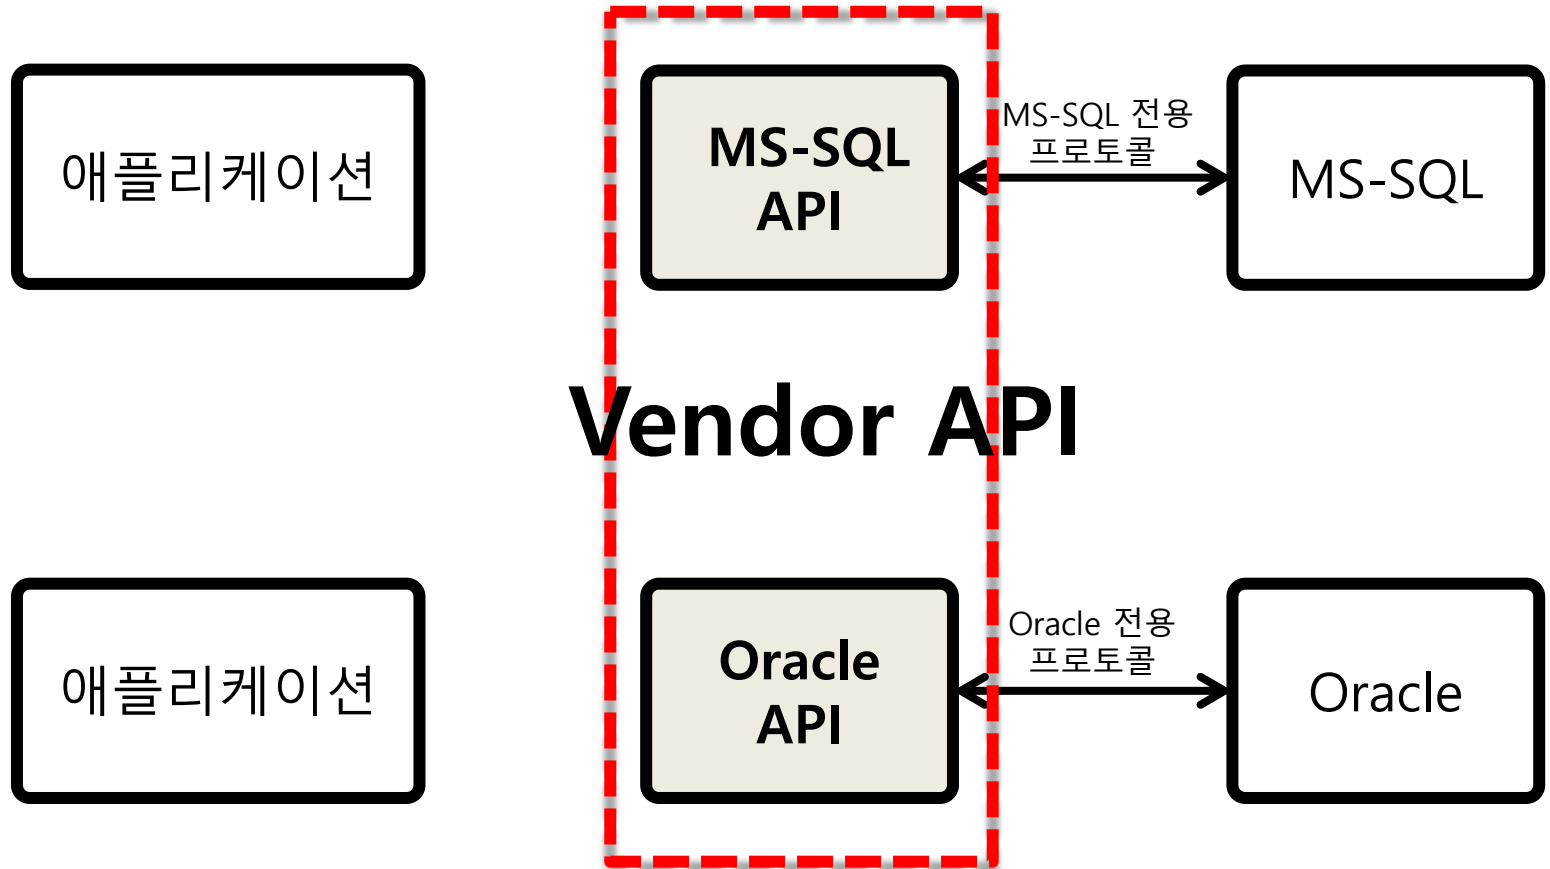 애플리케이션
MS-SQL
API
MS-SQL 전용
프로토콜
MS-SQL
Vendor API
애플리케이션
Oracle
API
Oracle 전용
프로토콜
Oracle